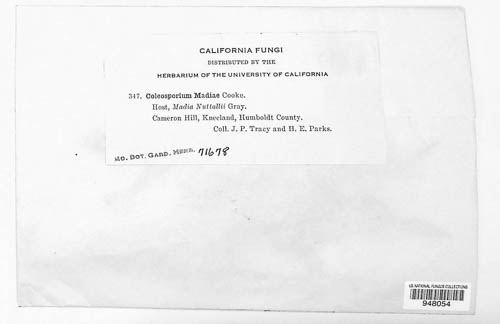 CALIFORNIA FUNGI
DISTRIBUTED BY THE
HERBARIUM OF THE UNIVERSITY OF CALIFORNIA
347. Coleosporium Madiae Cooke.
Host, Madia Nuttallii Gray.
Cameron Hill, Kneeland, Humboldt County.
Coll. J. P. Tracy and H. E. Parks.
MO. BOT. GARD. HERB. 71678
US NATIONAL FUNGUS COLLECTIONS
948054